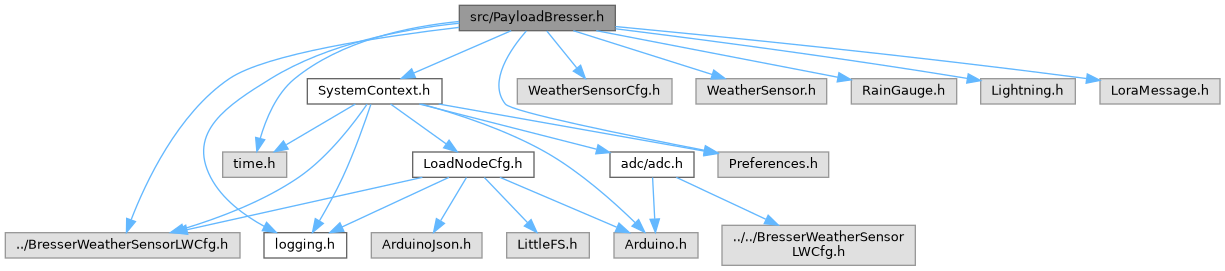 src/PayloadBresser.h
SystemContext.h
WeatherSensorCfg.h
WeatherSensor.h
RainGauge.h
Lightning.h
LoraMessage.h
time.h
LoadNodeCfg.h
adc/adc.h
Preferences.h
../BresserWeatherSensorLWCfg.h
logging.h
ArduinoJson.h
LittleFS.h
Arduino.h
../../BresserWeatherSensor
LWCfg.h